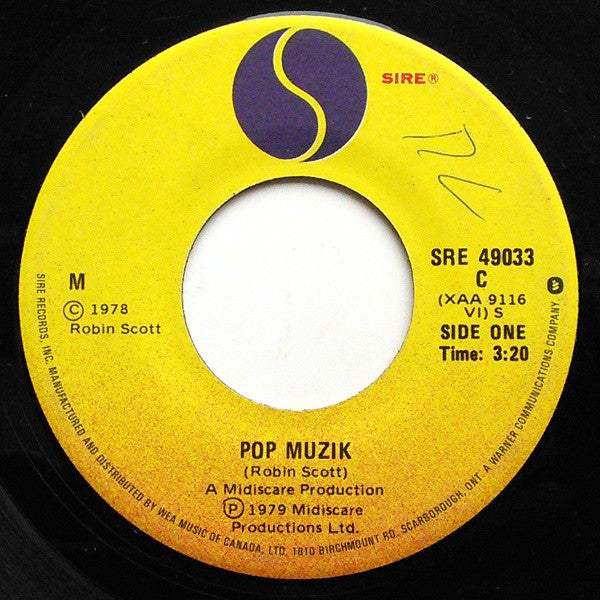 SIRE®
SRE 49033
C
(XAA 9116
VI) S
SIDE ONE
Time: 3:20
M
© 1978
Robin Scott
POP MUZIK
(Robin Scott)
A Midiscare Production
℗ 1979 Midiscare
Productions Ltd.
SIRE RECORDS, INC. MANUFACTURED AND DISTRIBUTED BY WEA MUSIC OF CANADA, LTD. 1810 BIRCHMOUNT RD. SCARBOROUGH, ONT. A WARNER COMMUNICATIONS COMPANY.